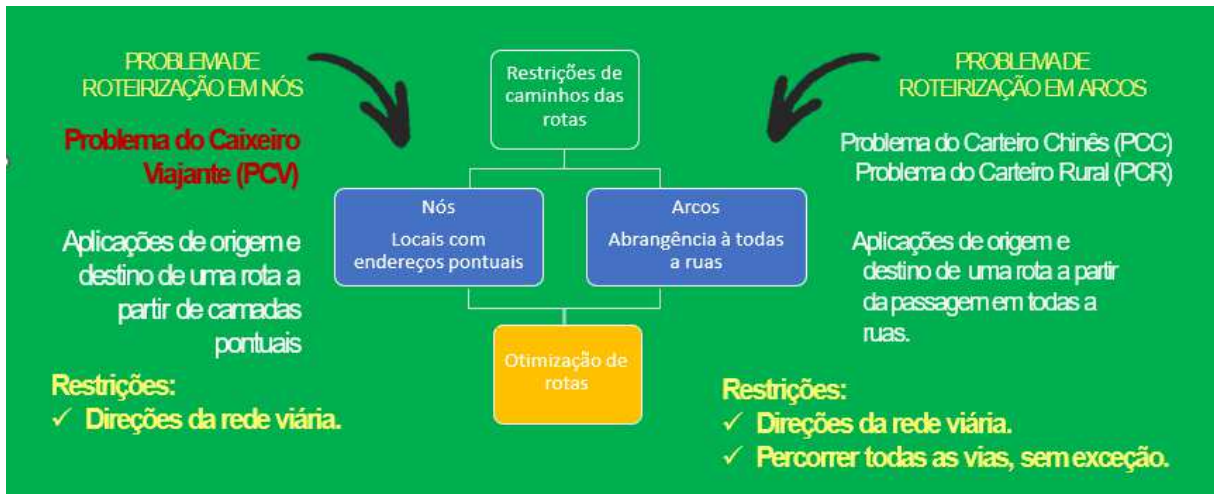 PROBLEMA DE
ROTEIRIZAÇÃO EM NÓS
Problema do Caixeiro
Viajante (PCV)
Aplicações de origem e
destino de uma rota a
partir de camadas
pontuais
Restrições:
✓ Direções da rede viária.
Restrições de
caminhos das
rotas
Nós
Locais com
endereços pontuais
Arcos
Abrangência à todas
a ruas
Otimização de
rotas
PROBLEMA DE
ROTEIRIZAÇÃO EM ARCOS
Problema do Carteiro Chinês (PCC)
Problema do Carteiro Rural (PCR)
Aplicações de origem e
destino de uma rota a partir
da passagem em todas a
ruas.
Restrições:
✓ Direções da rede viária.
✓ Percorrer todas as vias, sem exceção.